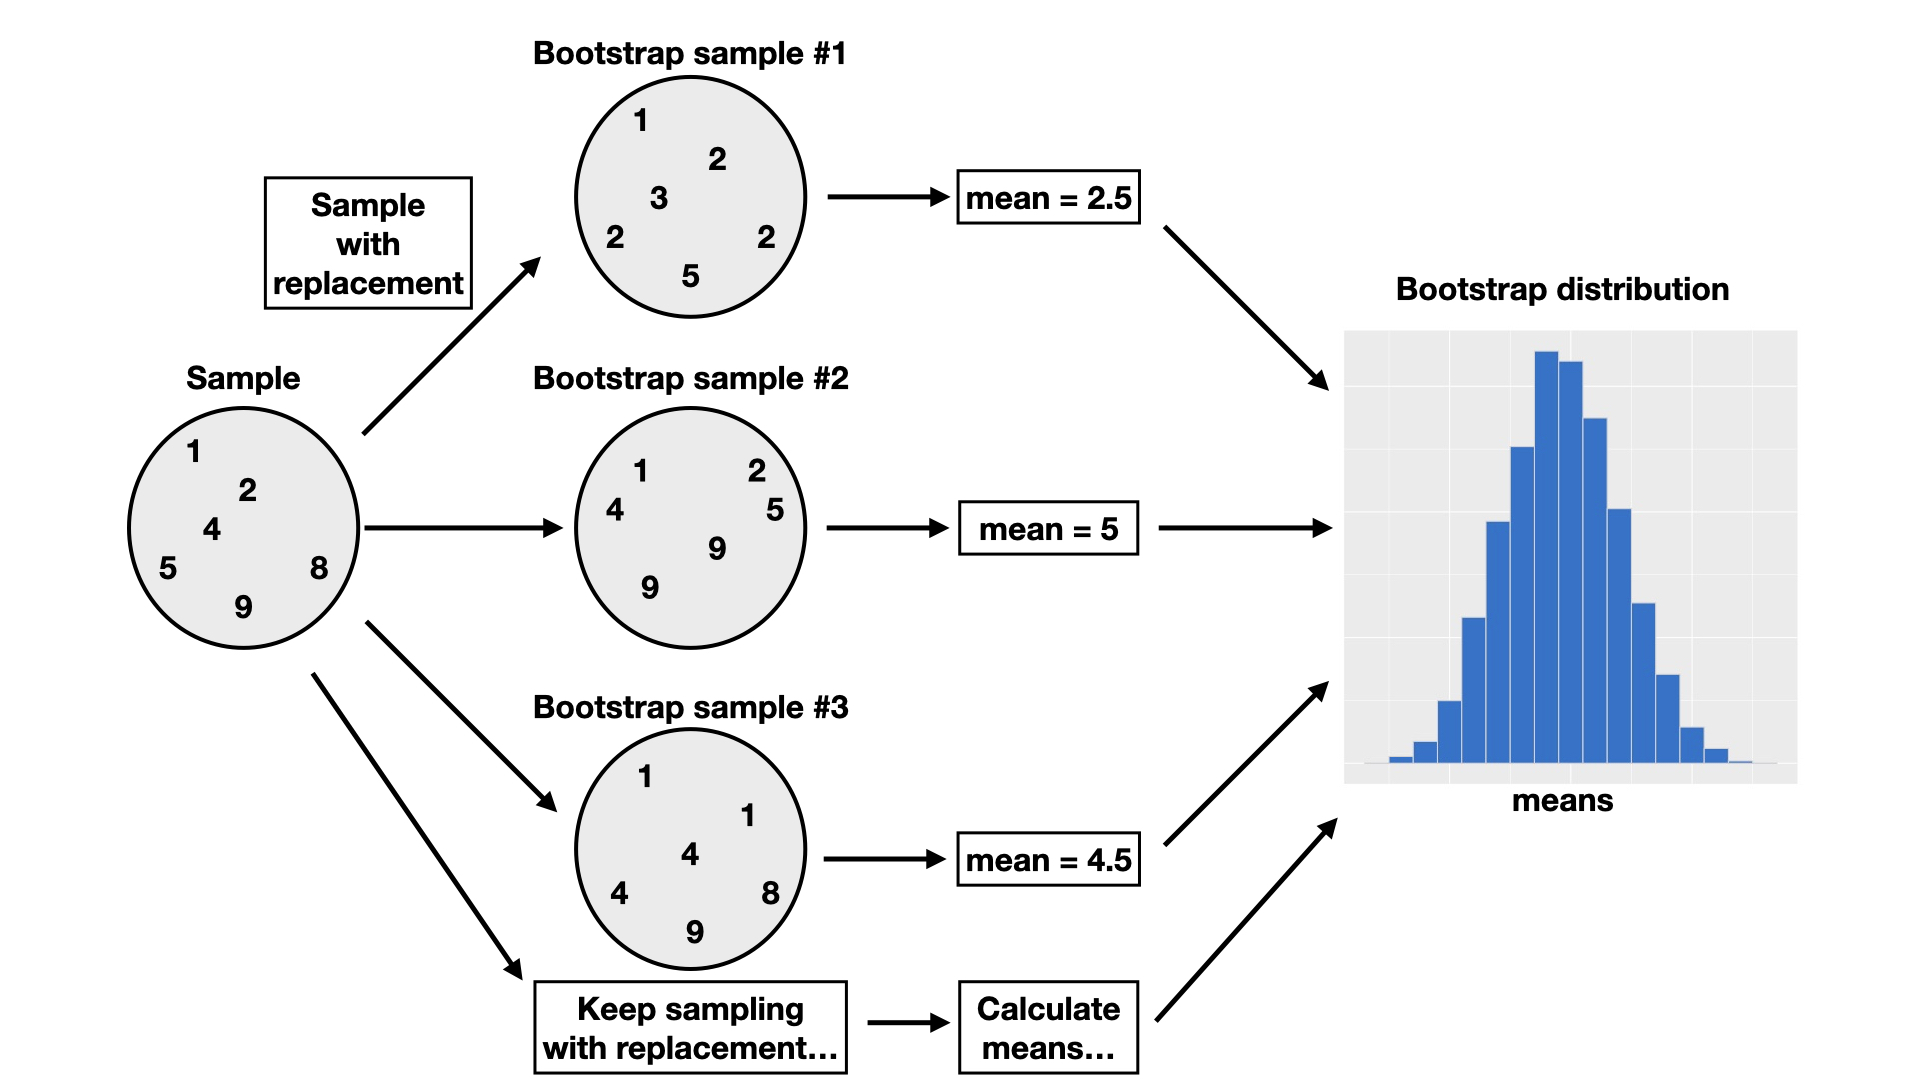 Bootstrap sample #1
1
2
3
2
2
5
mean = 2.5
Sample
with
replacement
Sample
1
2
4
5
8
9
Bootstrap sample #2
1
2
4
5
9
9
mean = 5
Bootstrap sample #3
1
1
4
4
8
9
mean = 4.5
Keep sampling
with replacement...
Calculate
means...
Bootstrap distribution
means